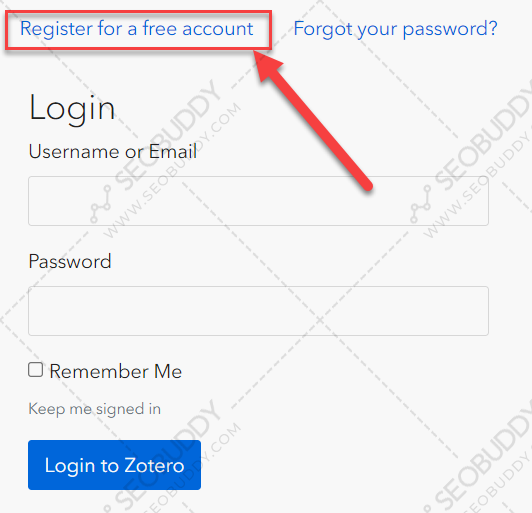 Register for a free account Forgot your password?
Login
Username or Email
Password
Remember Me
Keep me signed in
Login to Zotero
SEOBUDDY
WWW.SEOBUDDY.COM
SEOBUDDY
WWW.SEOBUDDY.COM
SEOBUDDY
WWW.SEOBUDDY.COM
SEOBUDDY
WWW.SEOBUDDY.COM